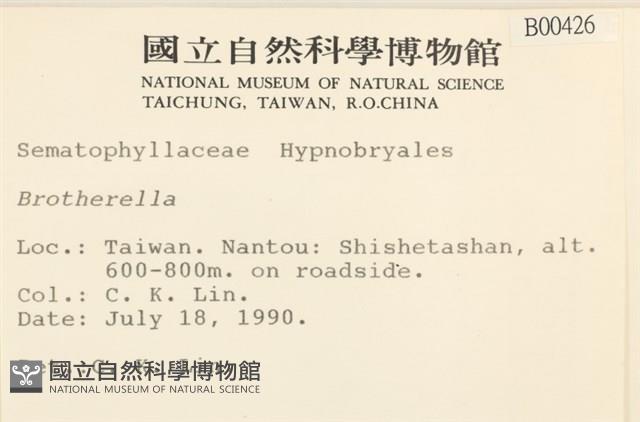 B00426
國立自然科學博物館
NATIONAL MUSEUM OF NATURAL SCIENCE
TAICHUNG, TAIWAN, R.O.CHINA
Sematophyllaceae Hypnobryales
Brotherella
Loc.: Taiwan. Nantou: Shishetashan, alt.
600-800m. on roadside.
Col.: C. K. Lin.
Date: July 18, 1990.
國立自然科學博物館
NATIONAL MUSEUM OF NATURAL SCIENCE